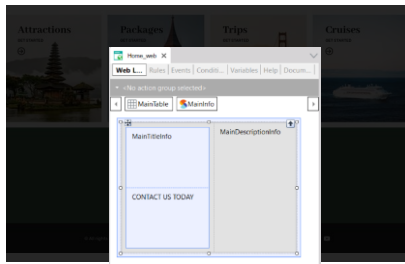 Attractions
Packages
Trips
Cruises
Home_web
Web L... Rules Events Conditi... Variables Help Docum...
<No action group selected>
MainTable MainInfo
MainTitleInfo
MainDescriptionInfo
CONTACT US TODAY